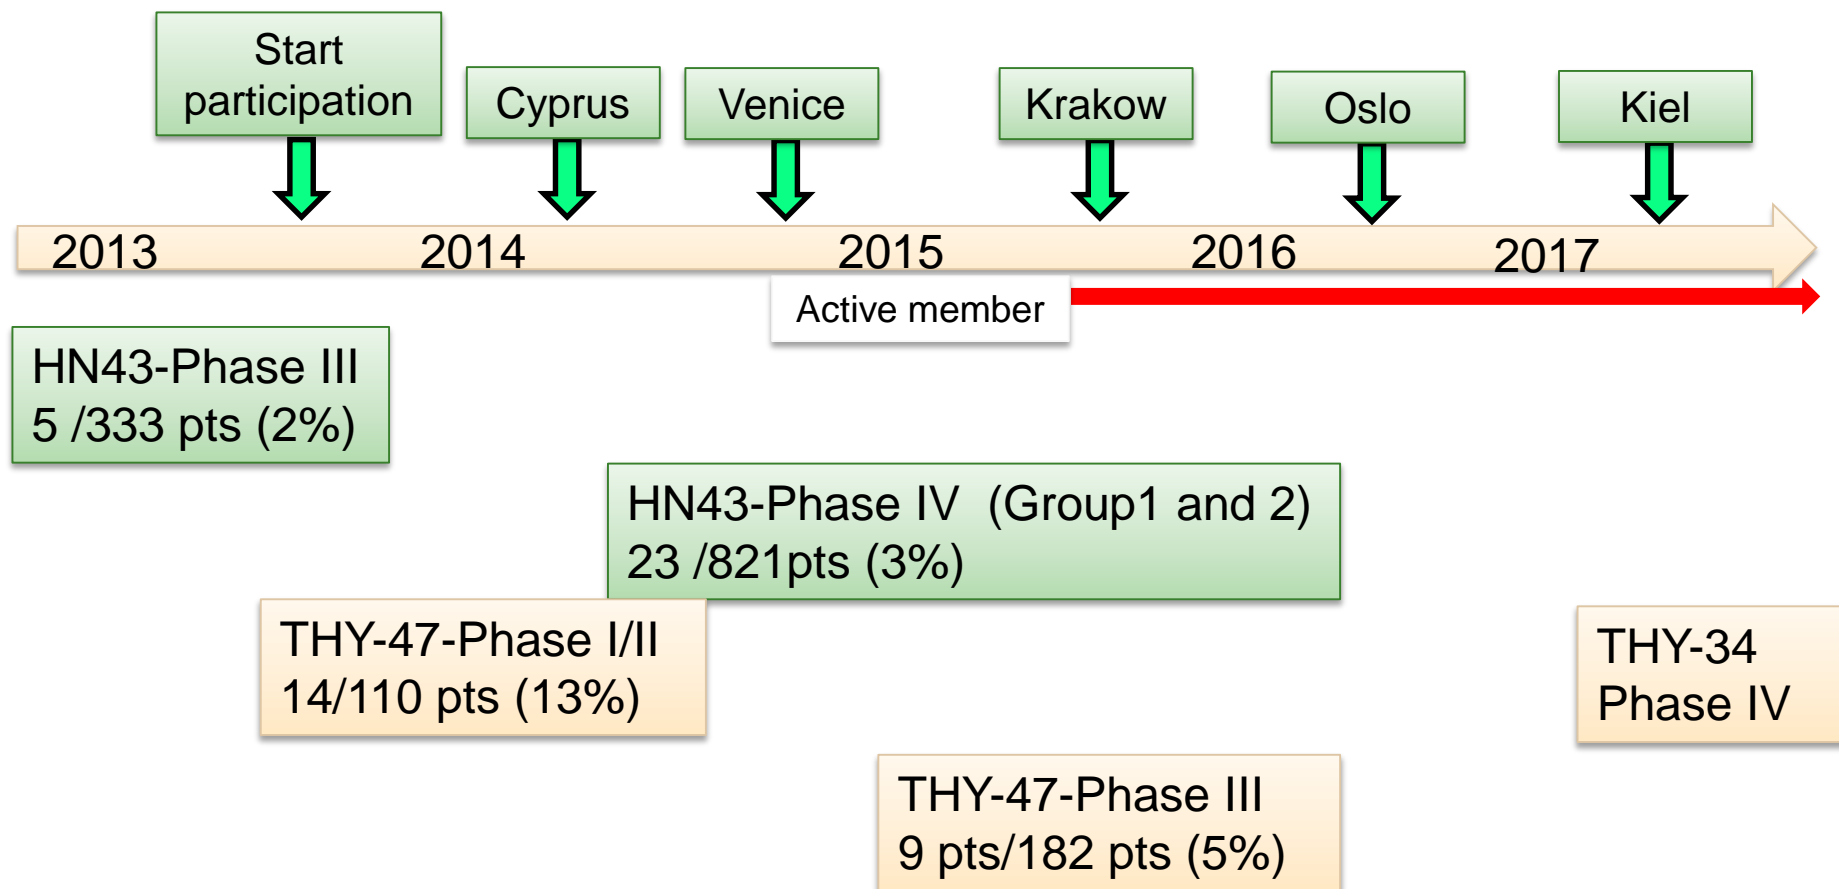 Start
participation
Cyprus
Venice
Krakow
Oslo
Kiel
2013
2014
2015
2016
2017
Active member
HN43-Phase III
5 /333 pts (2%)
HN43-Phase IV  (Group1 and 2)
23 /821pts (3%)
THY-47-Phase I/II
14/110 pts (13%)
THY-34
Phase IV
THY-47-Phase III
9 pts/182 pts (5%)